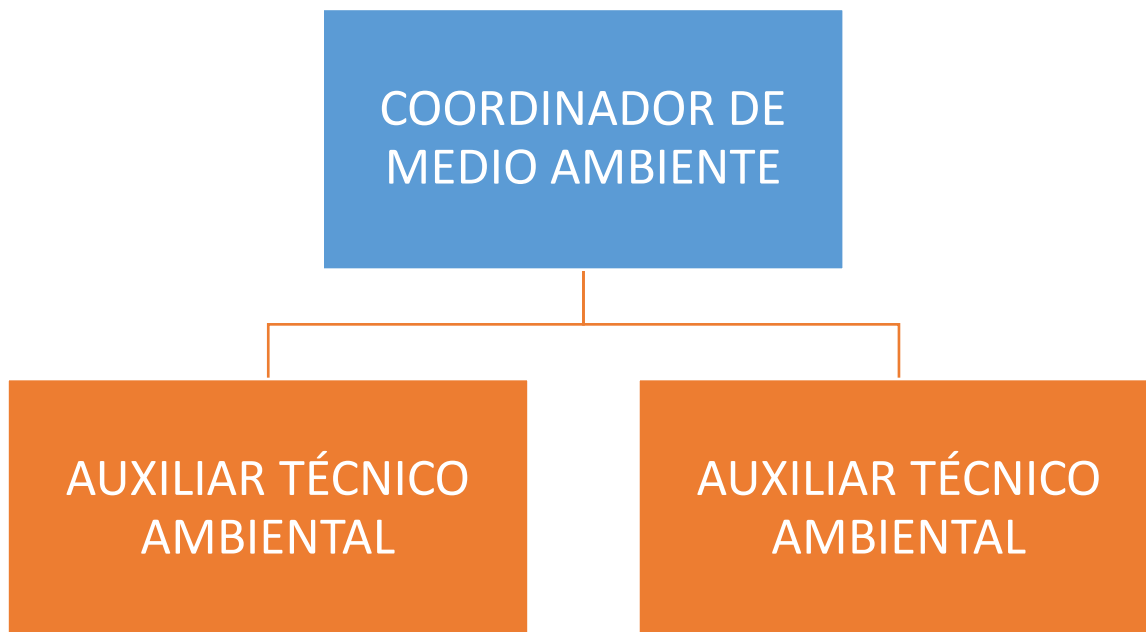 COORDINADOR DE
MEDIO AMBIENTE
AUXILIAR TÉCNICO
AMBIENTAL
AUXILIAR TÉCNICO
AMBIENTAL